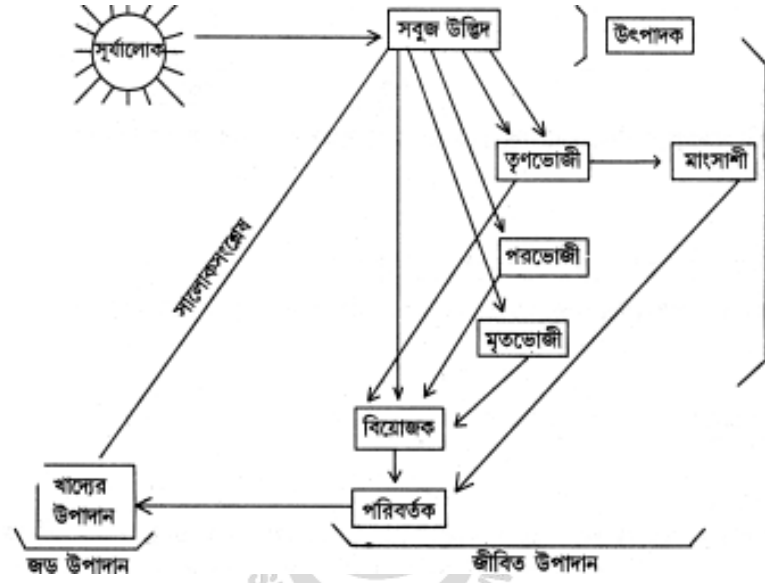 সূর্যালোক
সবুজ উদ্ভিদ
উৎপাদক
তৃণভোজী
মাংসাশী
সালোকসংশ্লেষ
পরভোজী
মৃতভোজী
বিয়োজক
খাদ্যের
উপাদান
পরিবর্তক
জড় উপাদান
জীবিত উপাদান